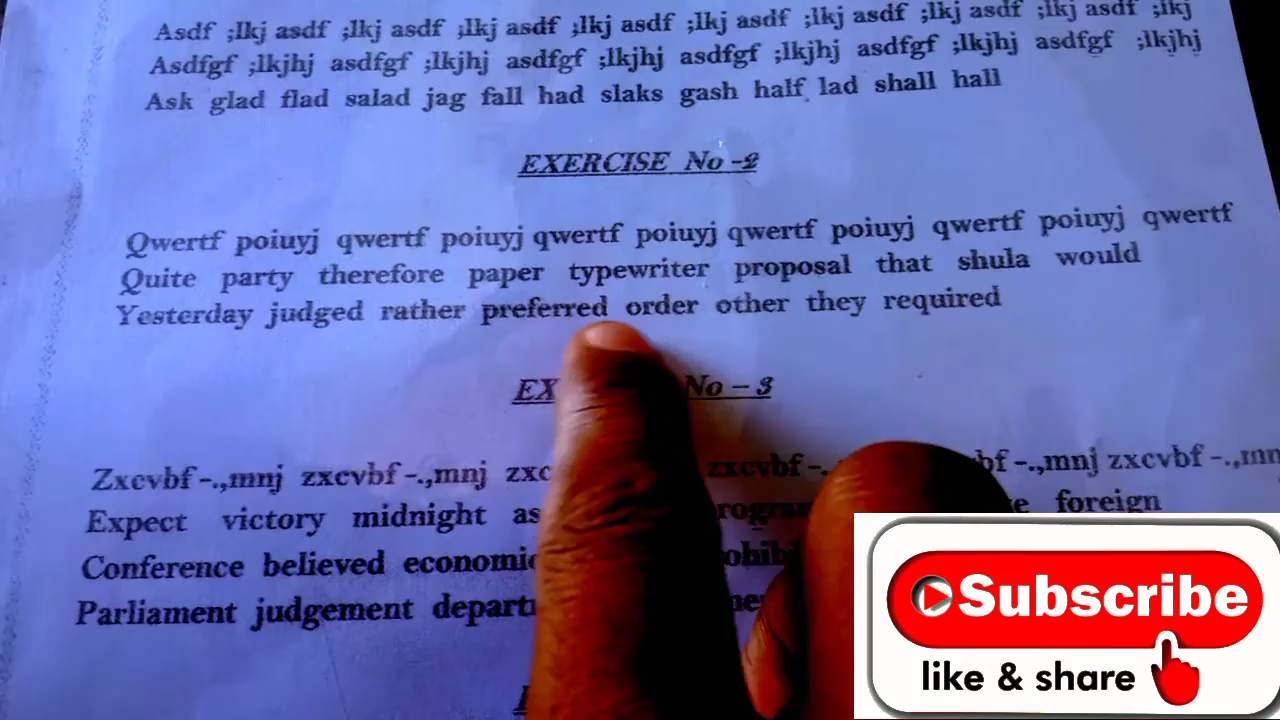 Asdf ;lkj asdf ;lkj asdf ;lkj asdf ;lkj asdf ;lkj asdf ;lkj asdf ;lkj asdf ;lkj asdf ;lkj
Asdfgf ;lkjhj asdfgf ;lkjhj asdfgf ;lkjhj asdfgf ;lkjhj asdfgf ;lkjhj asdfgf ;lkjhj
Ask glad flad salad jag fall had slaks gash half lad shall hall
EXERCISE No -2
Qwertf poiuyj qwertf poiuyj qwertf poiuyj qwertf poiuyj qwertf poiuyj qwertf
Quite party therefore paper typewriter proposal that shula would
Yesterday judged rather preferred order other they required
No – 3
Zxcvbf -.,mnj zxcvbf -.,mnj zxcvbf -.,mnj zxcvbf
Expect victory midnight foreign
Conference believed
Parliament judgement
Subscribe
like & share